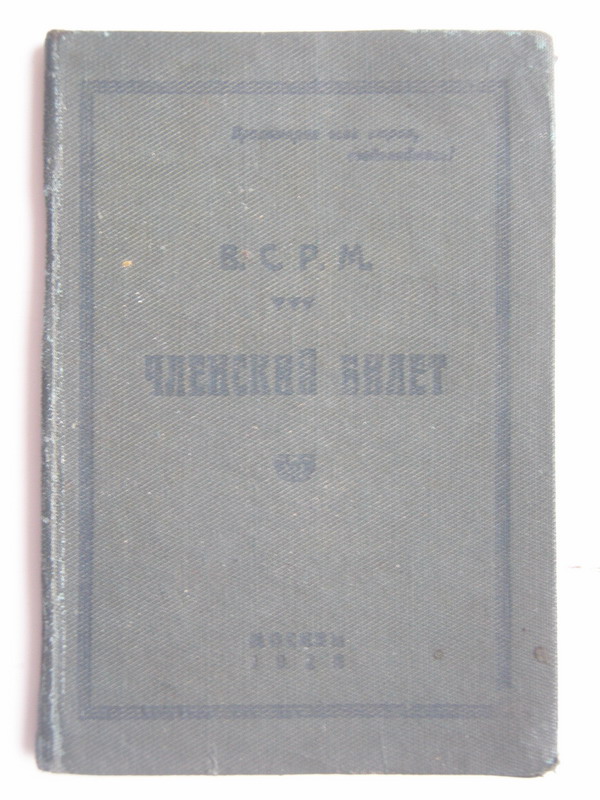 Пролетарии всех стран,
соединяйтесь!
В. С. Р. М.
ЧЛЕНСКИЙ БИЛЕТ
МОСКВА